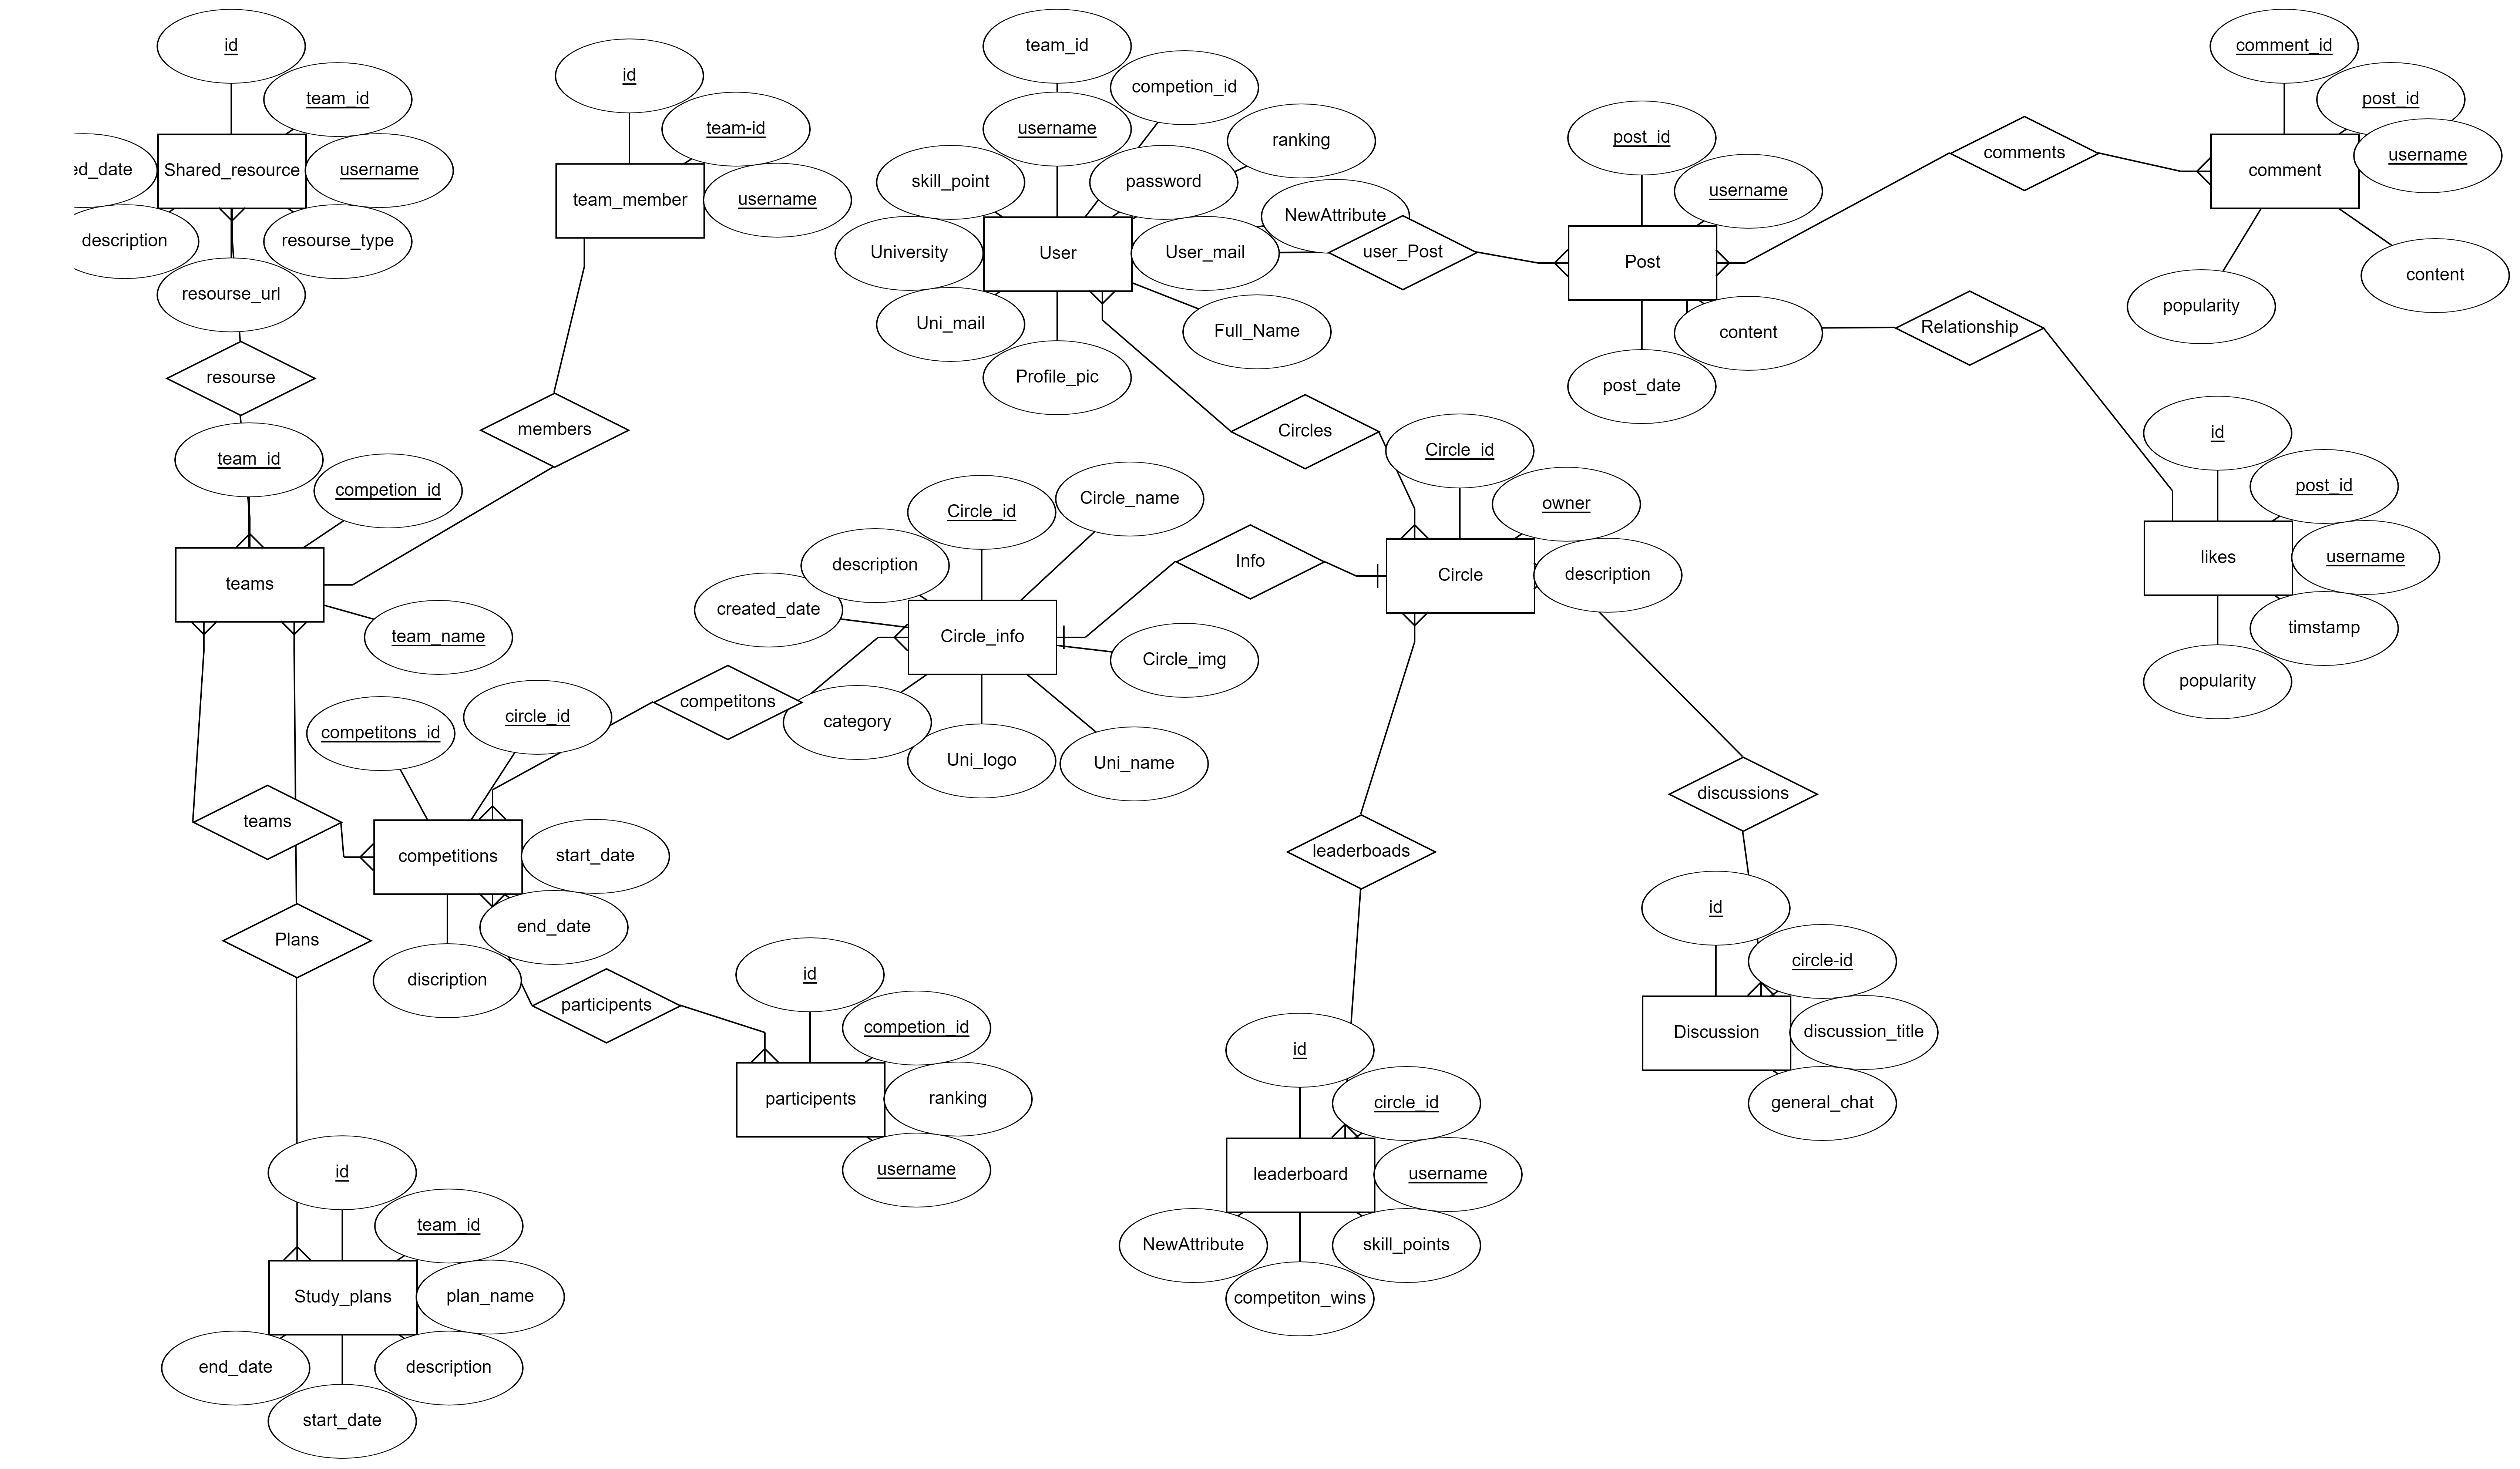 id
team_id
ed_date
Shared_resource
username
description
resourse_type
resourse_url
resourse
id
team-id
team_member
username
members
team_id
competion_id
username
ranking
skill_point
password
NewAttribute
University
User
User_mail
user_Post
Uni_mail
Full_Name
Profile_pic
post_id
username
Post
content
post_date
comments
comment_id
post_id
comment
username
content
popularity
Relationship
id
post_id
likes
username
timstamp
popularity
Circles
Circle_id
owner
Circle
description
Info
Circle_id
Circle_name
description
created_date
Circle_info
Circle_img
category
Uni_logo
Uni_name
competitons
team_id
competion_id
teams
team_name
competitons_id
circle_id
teams
competitions
start_date
end_date
discription
Plans
participents
id
competion_id
participents
ranking
username
leaderboads
discussions
id
circle-id
Discussion
discussion_title
general_chat
id
circle_id
leaderboard
username
NewAttribute
skill_points
competiton_wins
id
team_id
Study_plans
plan_name
end_date
description
start_date